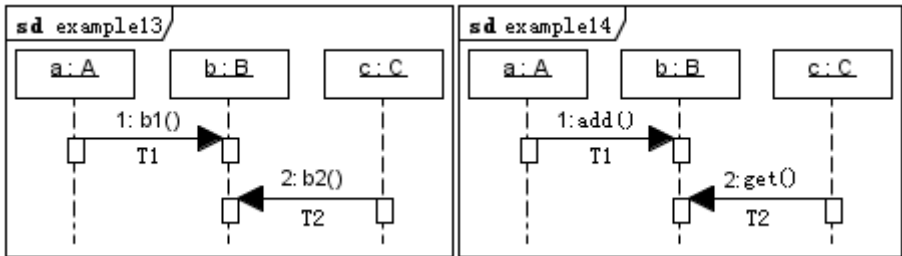 sd example13
a : A
b : B
c : C
1: b1()
T1
2: b2()
T2
sd example14
a : A
b : B
c : C
1:add()
T1
2:get()
T2